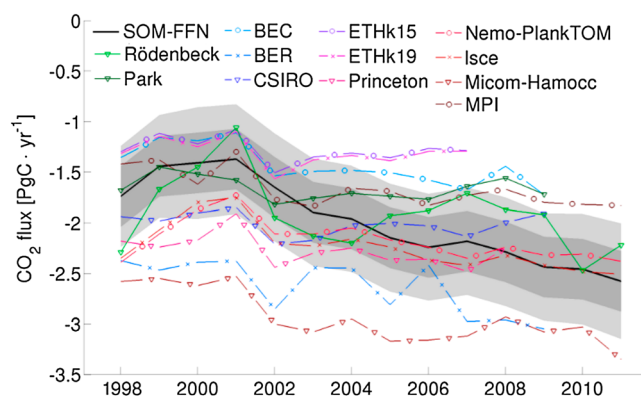 0
-0.5
-1
-1.5
-2
-2.5
-3
-3.5
CO2 flux [PgC · yr-1]
SOM-FFN
Rödenbeck
Park
BEC
BER
CSIRO
ETHk15
ETHk19
Princeton
Nemo-PlankTOM
Isce
Micom-Hamocc
MPI
1998 2000 2002 2004 2006 2008 2010